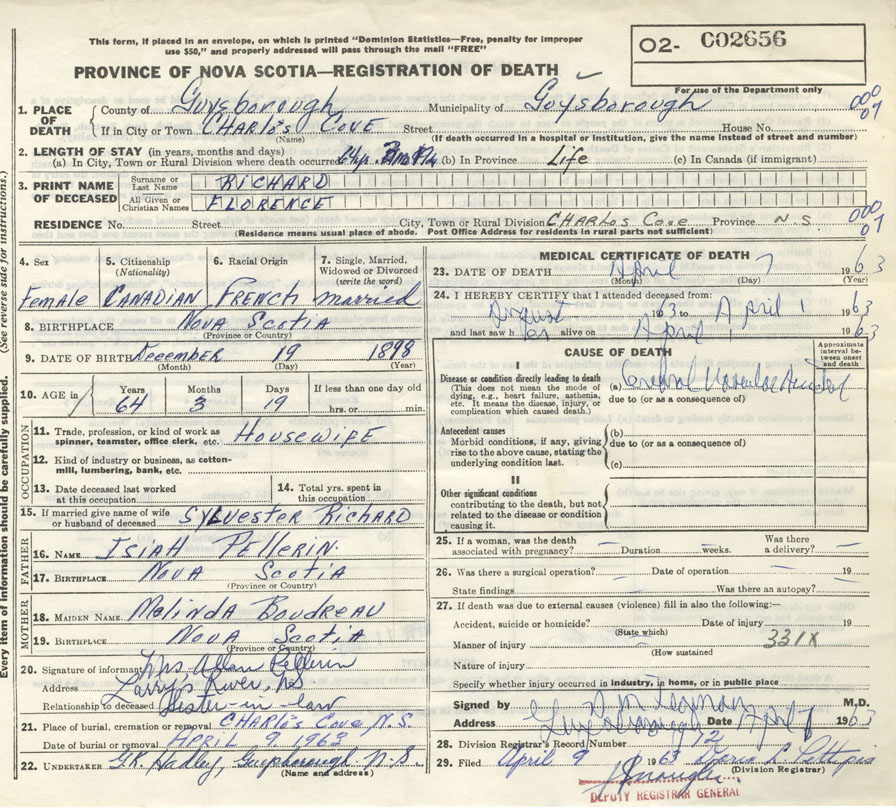 This form, if placed in an envelope, on which is printed "Dominion Statistics—Free, penalty for improper
use $50," and properly addressed will pass through the mail "FREE"
O2- C02656
PROVINCE OF NOVA SCOTIA—REGISTRATION OF DEATH
For use of the Department only
1. PLACE OF DEATH
County of Guysborough Municipality of Guysborough
If in City or Town CHARLO'S COVE Street House No.
(Name) (If death occurred in a hospital or institution, give the name instead of street and number)
2. LENGTH OF STAY (in years, months and days)
(a) In City, Town or Rural Division where death occurred (b) In Province Life (c) In Canada (if immigrant)
3. PRINT NAME OF DECEASED
Surname or Last Name RICHARD
All Given or Christian Names FLORENCE
RESIDENCE No. Street City, Town or Rural Division CHARLOS COVE Province N.S.
(Residence means usual place of abode. Post Office Address for residents in rural parts not sufficient)
4. Sex 5. Citizenship (Nationality) 6. Racial Origin 7. Single, Married, Widowed or Divorced (write the word)
Female CANADIAN FRENCH married
8. BIRTHPLACE NOVA SCOTIA
(Province or Country)
9. DATE OF BIRTH December 19 1898
(Month) (Day) (Year)
10. AGE in Years Months Days If less than one day old
64 3 19 hrs. or min.
OCCUPATION
11. Trade, profession, or kind of work as spinner, teamster, office clerk, etc. HOUSEWIFE
12. Kind of industry or business, as cotton-mill, lumbering, bank, etc.
13. Date deceased last worked at this occupation
14. Total yrs. spent in this occupation
15. If married give name of wife or husband of deceased SYLVESTER RICHARD
FATHER
16. NAME ISIAH PELLERIN
17. BIRTHPLACE NOVA SCOTIA
(Province or Country)
MOTHER
18. MAIDEN NAME MELINDA BOUDREAU
19. BIRTHPLACE NOVA SCOTIA
(Province or Country)
20. Signature of informant Mrs Allan Pellerin
Address Larrys River, NS
Relationship to deceased Sister-in-law
21. Place of burial, cremation or removal CHARLO'S COVE N.S.
Date of burial or removal APRIL 9. 1963
22. UNDERTAKER G.K. Hadley, Guysborough N.S.
(Name and address)
MEDICAL CERTIFICATE OF DEATH
23. DATE OF DEATH April 7 1963
(Month) (Day) (Year)
24. I HEREBY CERTIFY that I attended deceased from:
to April 1 1963
and last saw h er alive on April 1 1963
CAUSE OF DEATH
Approximate interval between onset and death
I
Disease or condition directly leading to death
(This does not mean the mode of dying, e.g., heart failure, asthenia, etc. It means the disease, injury, or complication which caused death.)
(a) Cerebral Vascular Accident
due to (or as a consequence of)
Antecedent causes
Morbid conditions, if any, giving rise to the above cause, stating the underlying condition last.
(b)
due to (or as a consequence of)
(c)
II
Other significant conditions
contributing to the death, but not related to the disease or condition causing it.
25. If a woman, was the death associated with pregnancy? Duration weeks. Was there a delivery?
26. Was there a surgical operation? Date of operation 19
State findings Was there an autopsy?
27. If death was due to external causes (violence) fill in also the following:—
Accident, suicide or homicide? Date of injury 19
(State which)
Manner of injury 331X
(How sustained)
Nature of injury
Specify whether injury occurred in industry, in home, or in public place
Signed by M.D.
Address Guysborough Date April 1963
28. Division Registrar's Record Number 12
29. Filed April 9 1963
(Division Registrar)
DEPUTY REGISTRAR GENERAL
Every item of information should be carefully supplied. (See reverse side for instructions.)